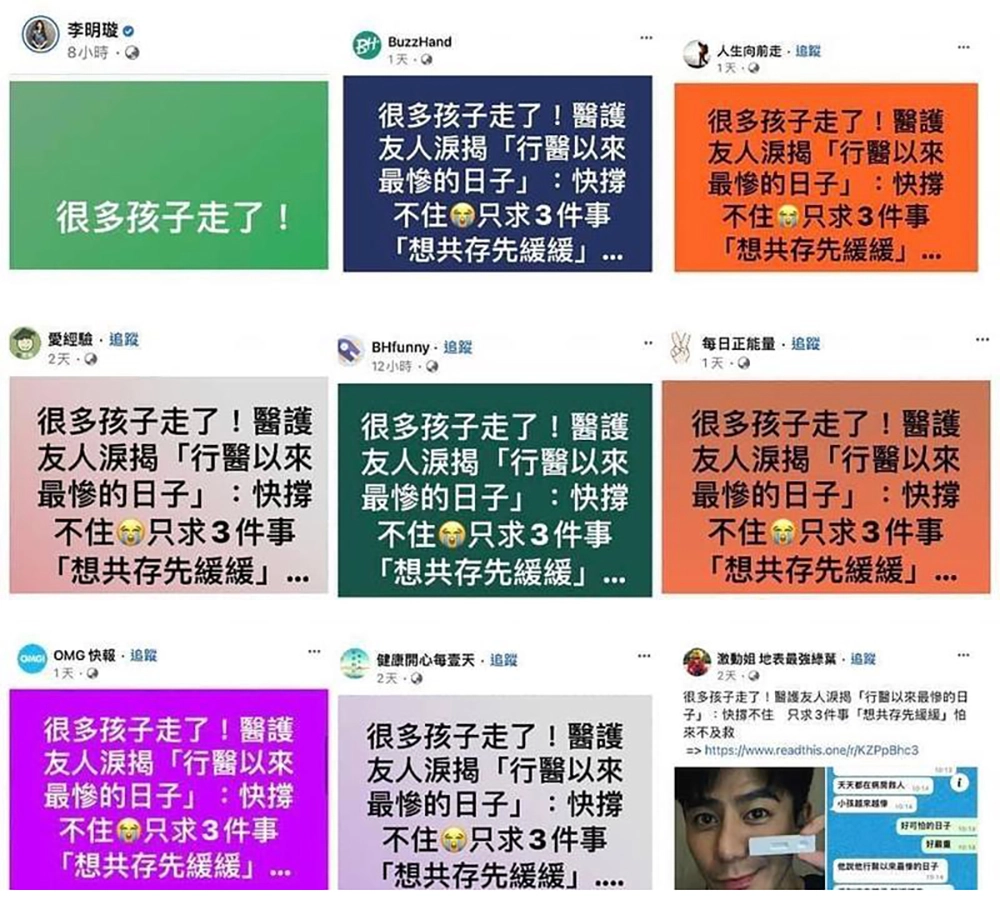 李明璇
8小時
很多孩子走了！
BH BuzzHand
1天
很多孩子走了！醫護
友人淚揭「行醫以來
最慘的日子」：快撐
不住😭只求3件事
「想共存先緩緩」...
人生向前走 · 追蹤
1天
很多孩子走了！醫護
友人淚揭「行醫以來
最慘的日子」：快撐
不住😭只求3件事
「想共存先緩緩」...
愛經驗 · 追蹤
2天
很多孩子走了！醫護
友人淚揭「行醫以來
最慘的日子」：快撐
不住😭只求3件事
「想共存先緩緩」...
BHfunny · 追蹤
12小時
很多孩子走了！醫護
友人淚揭「行醫以來
最慘的日子」：快撐
不住😭只求3件事
「想共存先緩緩」...
每日正能量 · 追蹤
1天
很多孩子走了！醫護
友人淚揭「行醫以來
最慘的日子」：快撐
不住😭只求3件事
「想共存先緩緩」...
OMG! OMG 快報 · 追蹤
1天
很多孩子走了！醫護
友人淚揭「行醫以來
最慘的日子」：快撐
不住😭只求3件事
「想共存先緩緩」...
健康開心每壹天 · 追蹤
2天
很多孩子走了！醫護
友人淚揭「行醫以來
最慘的日子」：快撐
不住😭只求3件事
「想共存先緩緩」....
激動姐 地表最強綠葉 · 追蹤
2天
很多孩子走了！醫護友人淚揭「行醫以來最慘的日
子」：快撐不住 只求3件事「想共存先緩緩」怕
來不及救
=> https://www.readthis.one/r/KZPpBhc3
10:13
天天都在病房救人 10:14
小孩越來越慘 10:14
好可怕的日子 10:14
好嚴重 10:14
他說他行醫以來最慘的日子
10:14